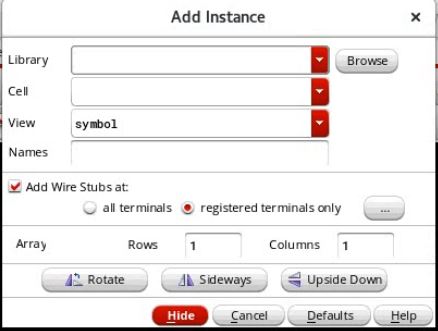 Add Instance
Library Browse
Cell
View symbol
Names
Add Wire Stubs at:
all terminals registered terminals only ...
Array Rows 1 Columns 1
Rotate Sideways Upside Down
Hide Cancel Defaults Help